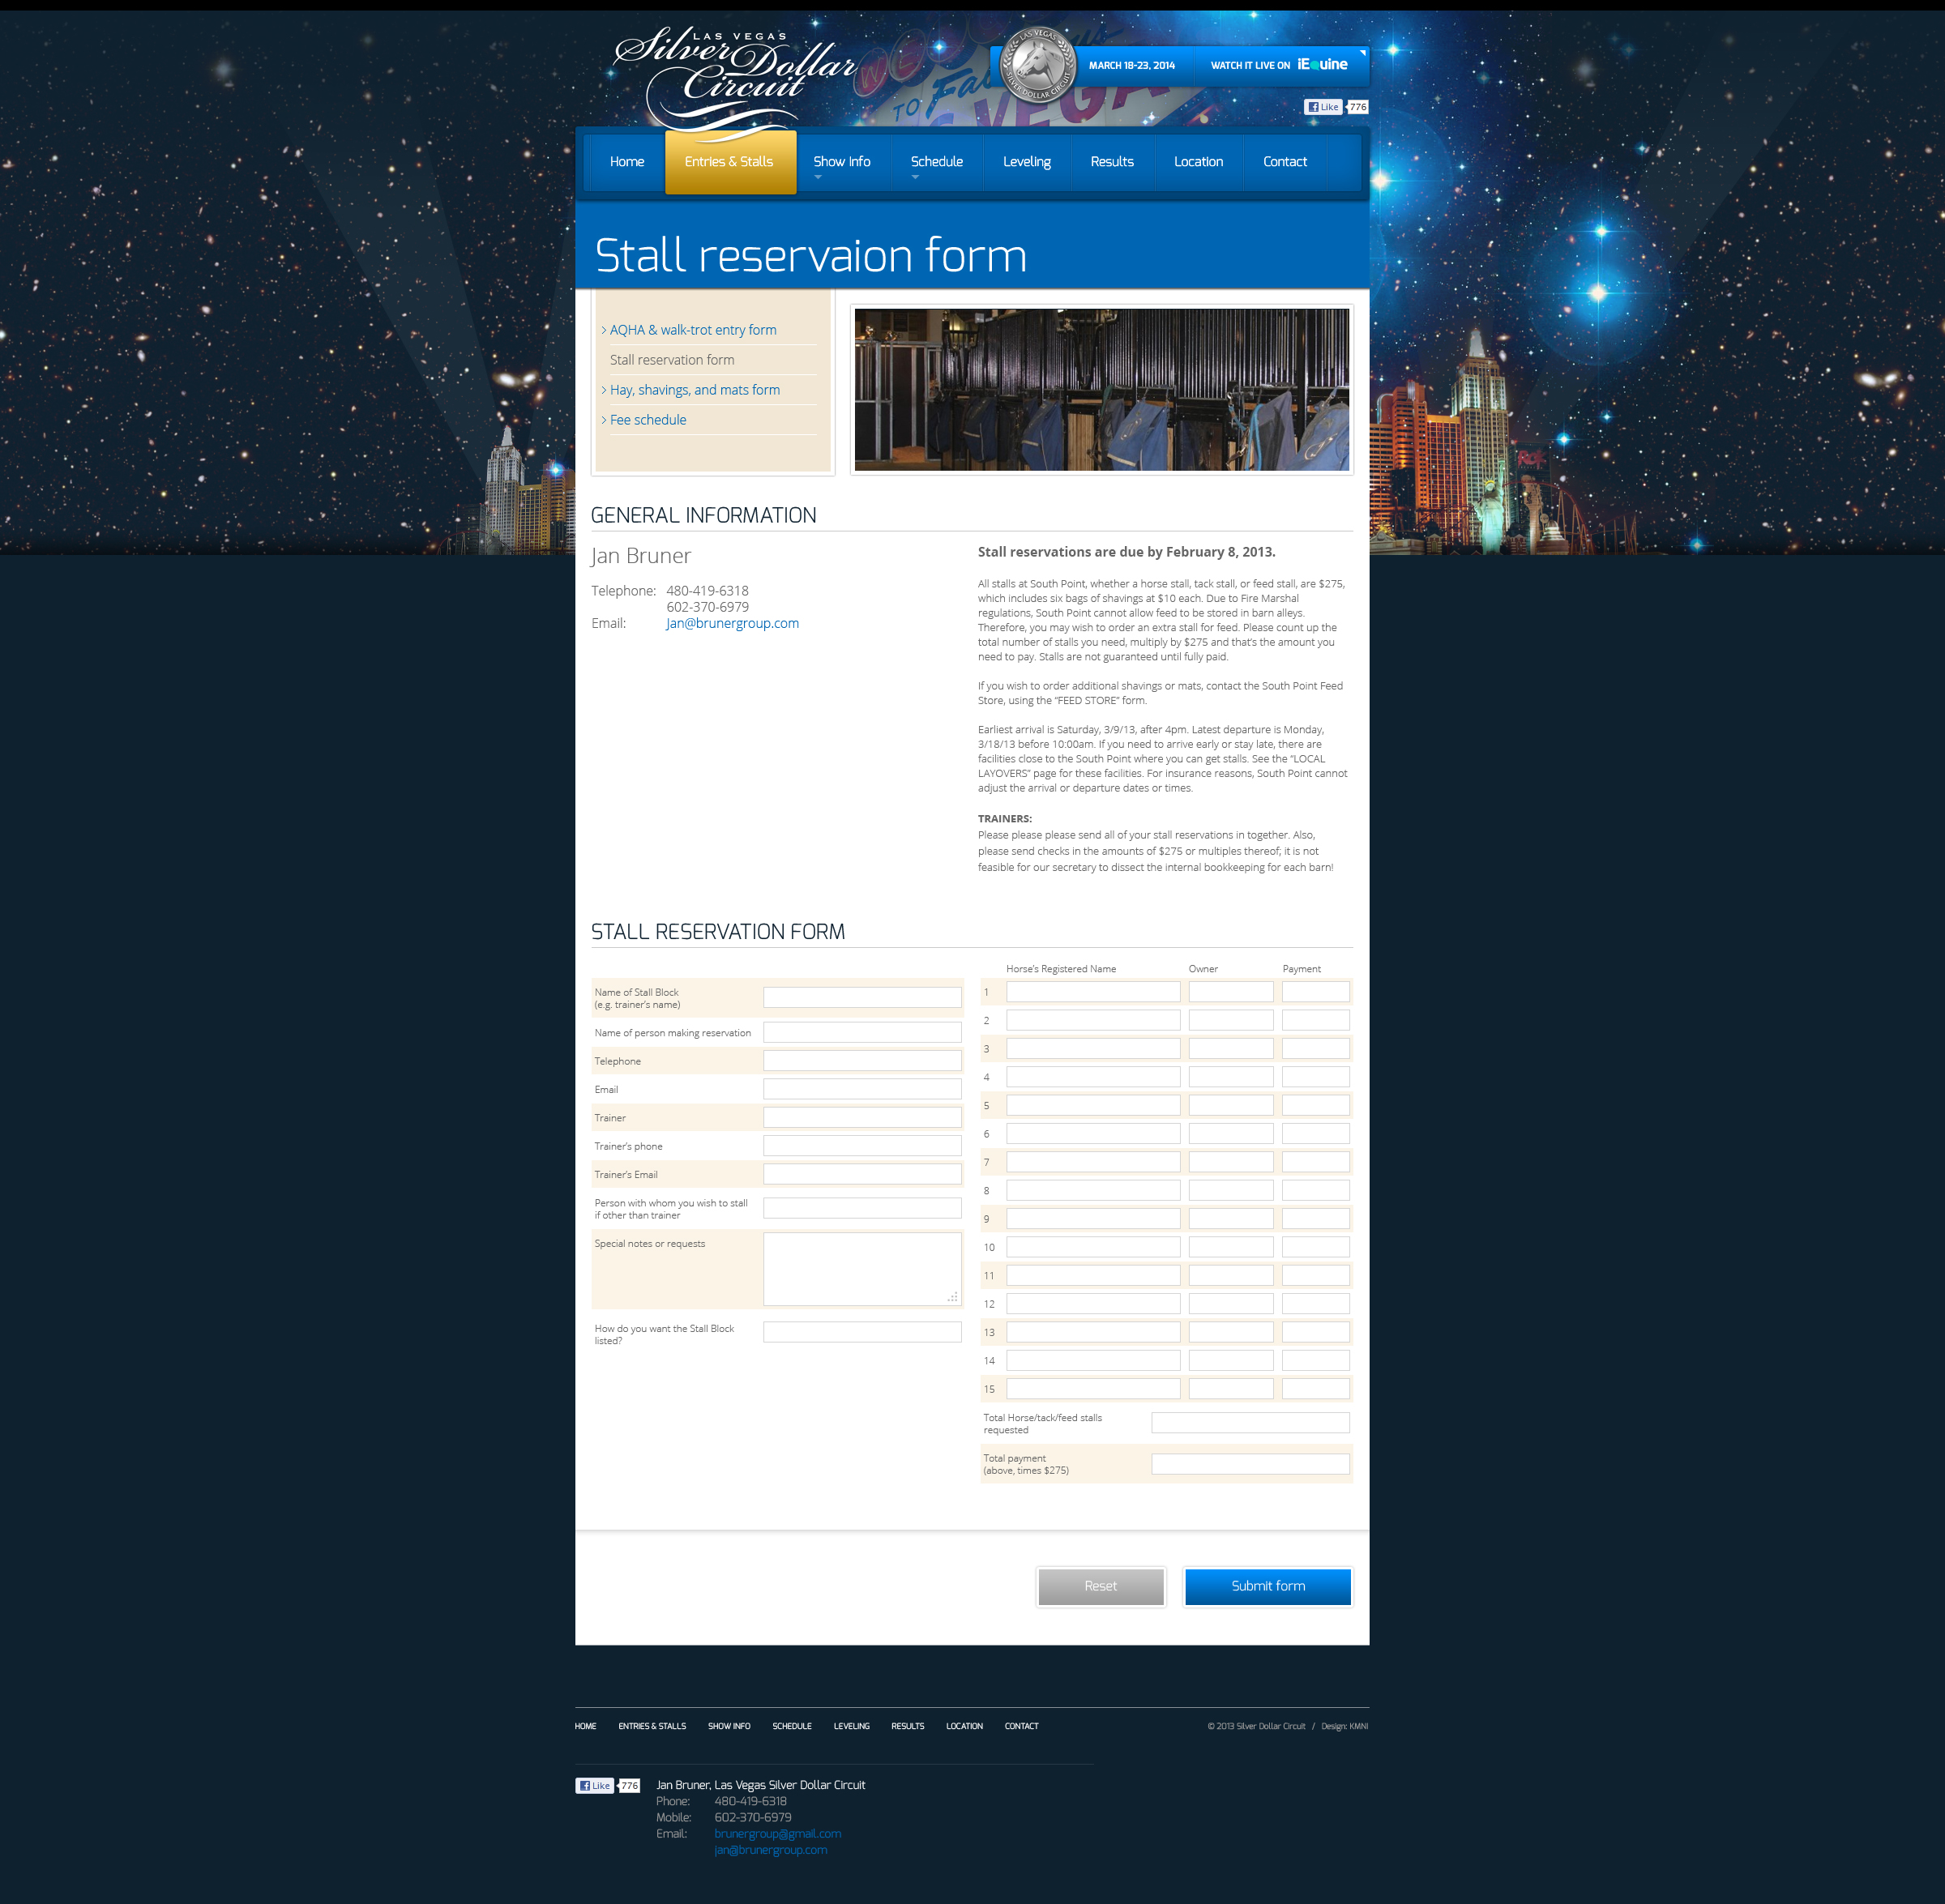 LAS VEGAS
Silver Dollar
Circuit
WE
TO Fabulous
VEGA
LAS VEGAS
SILVER DOLLAR CIRCUIT
MARCH 18-23, 2014
WATCH IT LIVE ON iEquine
Like 776
Home
Entries & Stalls
Show Info
Schedule
Leveling
Results
Location
Contact
Stall reservaion form
AQHA & walk-trot entry form
Stall reservation form
Hay, shavings, and mats form
Fee schedule
GENERAL INFORMATION
Jan Bruner
Telephone: 480-419-6318
602-370-6979
Email: Jan@brunergroup.com
Stall reservations are due by February 8, 2013.
All stalls at South Point, whether a horse stall, tack stall, or feed stall, are $275,
which includes six bags of shavings at $10 each. Due to Fire Marshal
regulations, South Point cannot allow feed to be stored in barn alleys.
Therefore, you may wish to order an extra stall for feed. Please count up the
total number of stalls you need, multiply by $275 and that's the amount you
need to pay. Stalls are not guaranteed until fully paid.
If you wish to order additional shavings or mats, contact the South Point Feed
Store, using the “FEED STORE” form.
Earliest arrival is Saturday, 3/9/13, after 4pm. Latest departure is Monday,
3/18/13 before 10:00am. If you need to arrive early or stay late, there are
facilities close to the South Point where you can get stalls. See the “LOCAL
LAYOVERS” page for these facilities. For insurance reasons, South Point cannot
adjust the arrival or departure dates or times.
TRAINERS:
Please please please send all of your stall reservations in together. Also,
please send checks in the amounts of $275 or multiples thereof; it is not
feasible for our secretary to dissect the internal bookkeeping for each barn!
STALL RESERVATION FORM
Name of Stall Block
(e.g. trainer's name)
Name of person making reservation
Telephone
Email
Trainer
Trainer's phone
Trainer's Email
Person with whom you wish to stall
if other than trainer
Special notes or requests
How do you want the Stall Block
listed?
Horse's Registered Name Owner Payment
1
2
3
4
5
6
7
8
9
10
11
12
13
14
15
Total Horse/tack/feed stalls
requested
Total payment
(above, times $275)
Reset
Submit form
HOME
ENTRIES & STALLS
SHOW INFO
SCHEDULE
LEVELING
RESULTS
LOCATION
CONTACT
© 2013 Silver Dollar Circuit / Design: KMNI
Like 776
Jan Bruner, Las Vegas Silver Dollar Circuit
Phone: 480-419-6318
Mobile: 602-370-6979
Email: brunergroup@gmail.com
jan@brunergroup.com